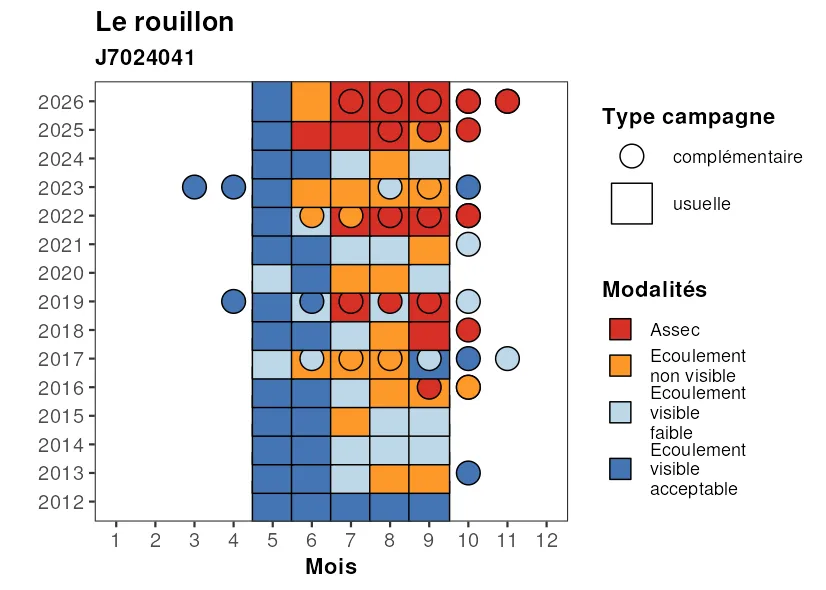 Le rouillon
J7024041
2026
2025
2024
2023
2022
2021
2020
2019
2018
2017
2016
2015
2014
2013
2012
1 2 3 4 5 6 7 8 9 10 11 12
Mois
Type campagne
complémentaire
usuelle
Modalités
Assec
Ecoulement
non visible
Ecoulement
visible
faible
Ecoulement
visible
acceptable